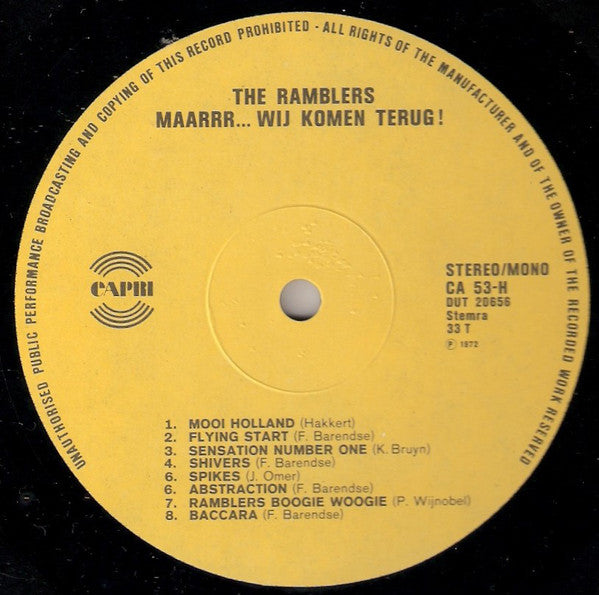 UNAUTHORISED PUBLIC PERFORMANCE BROADCASTING AND COPYING OF THIS RECORD PROHIBITED - ALL RIGHTS OF THE MANUFACTURER AND OF THE OWNER OF THE RECORDED WORK RESERVED
THE RAMBLERS
MAARRR... WIJ KOMEN TERUG!
CAPRI
STEREO/MONO
CA 53-H
DUT 20656
Stemra
33 T
Ⓟ 1972
1. MOOI HOLLAND (Hakkert)
2. FLYING START (F. Barendse)
3. SENSATION NUMBER ONE (K. Bruyn)
4. SHIVERS (F. Barendse)
6. SPIKES (J. Omer)
6. ABSTRACTION (F. Barendse)
7. RAMBLERS BOOGIE WOOGIE (P. Wijnobel)
8. BACCARA (F. Barendse)